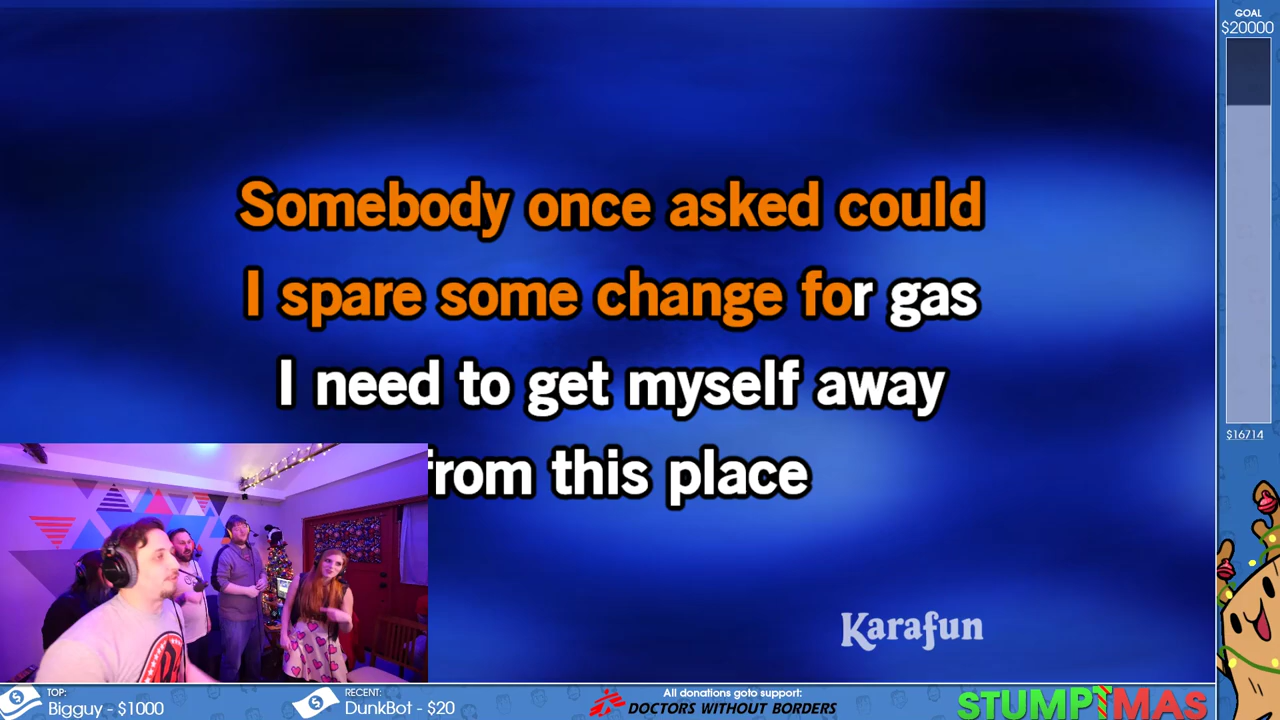 GOAL
$20000
Somebody once asked could
I spare some change for gas
I need to get myself away
from this place
$16714
Karafun
TOP:
Bigguy - $1000
RECENT:
DunkBot - $20
All donations goto support:
DOCTORS WITHOUT BORDERS
STUMPTMAS